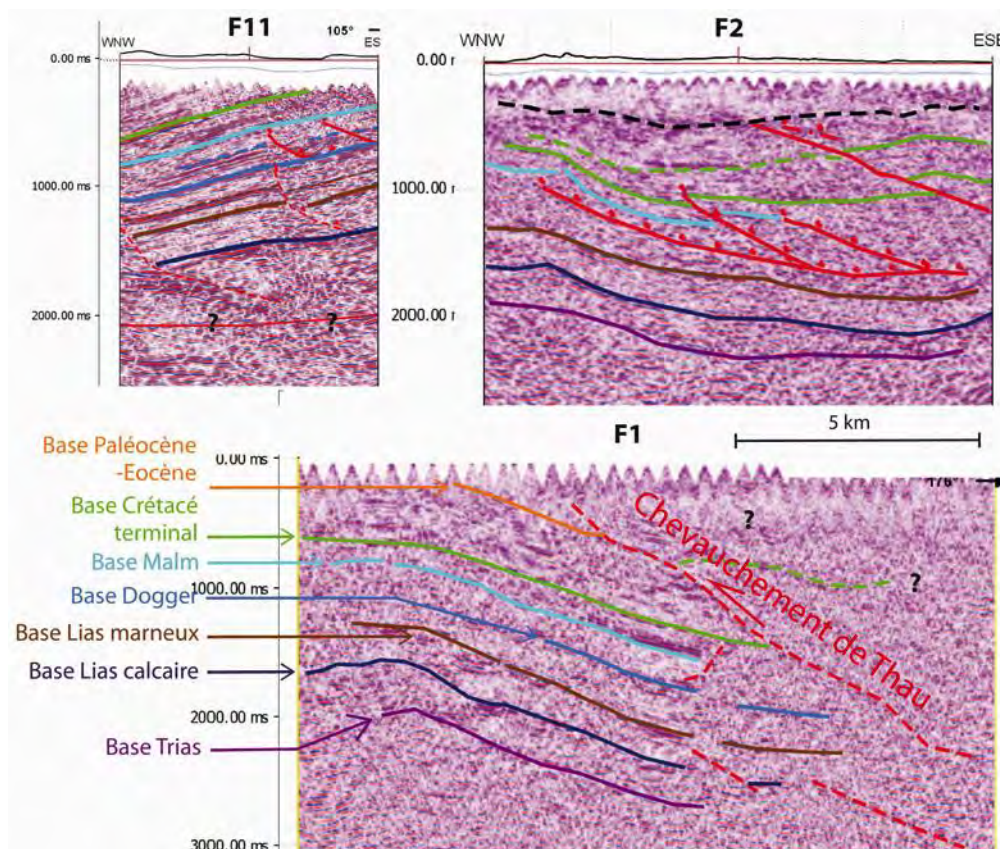 F11
105°
WNW
ES
0.00 ms
1000.00 ms
2000.00 ms
?
?
F2
WNW
ESE
0.00 r
1000.00 r
2000.00 r
F1
5 km
Base Paléocène
-Eocène
Base Crétacé
terminal
Base Malm
Base Dogger
Base Lias marneux
Base Lias calcaire
Base Trias
0.00 ms
1000.00 ms
2000.00 ms
3000.00 ms
?
?
Chevauchement de Thau